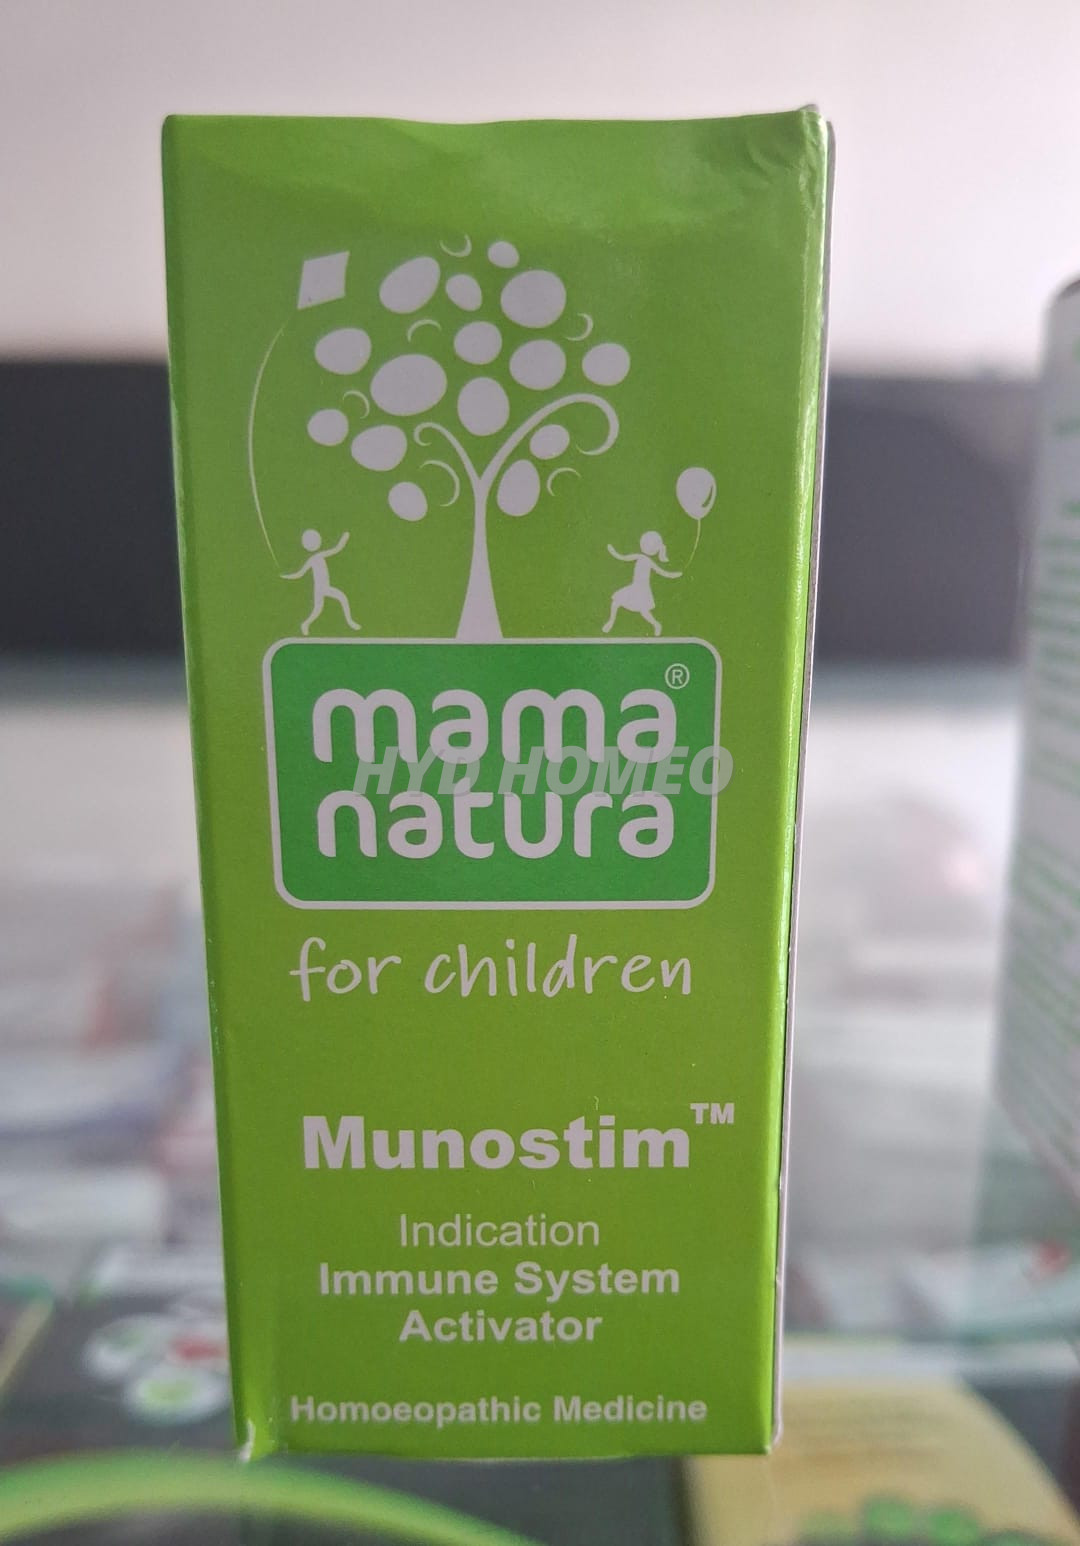 mama®
HYD HOMEO
natura
for children
Munostim™
Indication
Immune System
Activator
Homoeopathic Medicine